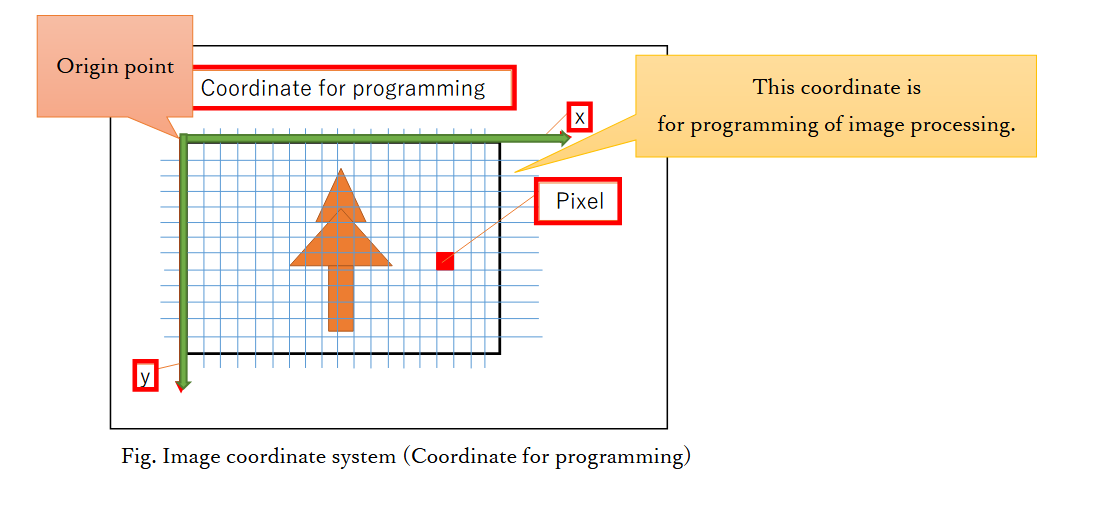 Origin point
Coordinate for programming
x
This coordinate is
for programming of image processing.
Pixel
y
Fig. Image coordinate system (Coordinate for programming)